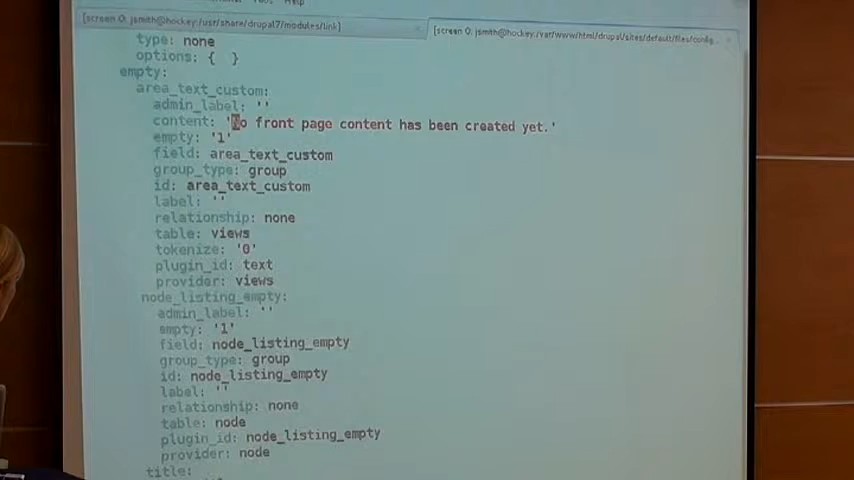 Help
[screen 0: jsmith@hockey:/usr/share/drupal7/modules/link]
[screen 0: jsmith@hockey:/var/www/html/drupal/sites/default/files/config...
type: none
options: { }
empty:
area_text_custom:
admin_label: ''
content: 'No front page content has been created yet.'
empty: '1'
field: area_text_custom
group_type: group
id: area_text_custom
label: ''
relationship: none
table: views
tokenize: '0'
plugin_id: text
provider: views
node_listing_empty:
admin_label: ''
empty: '1'
field: node_listing_empty
group_type: group
id: node_listing_empty
label: ''
relationship: none
table: node
plugin_id: node_listing_empty
provider: node
title: